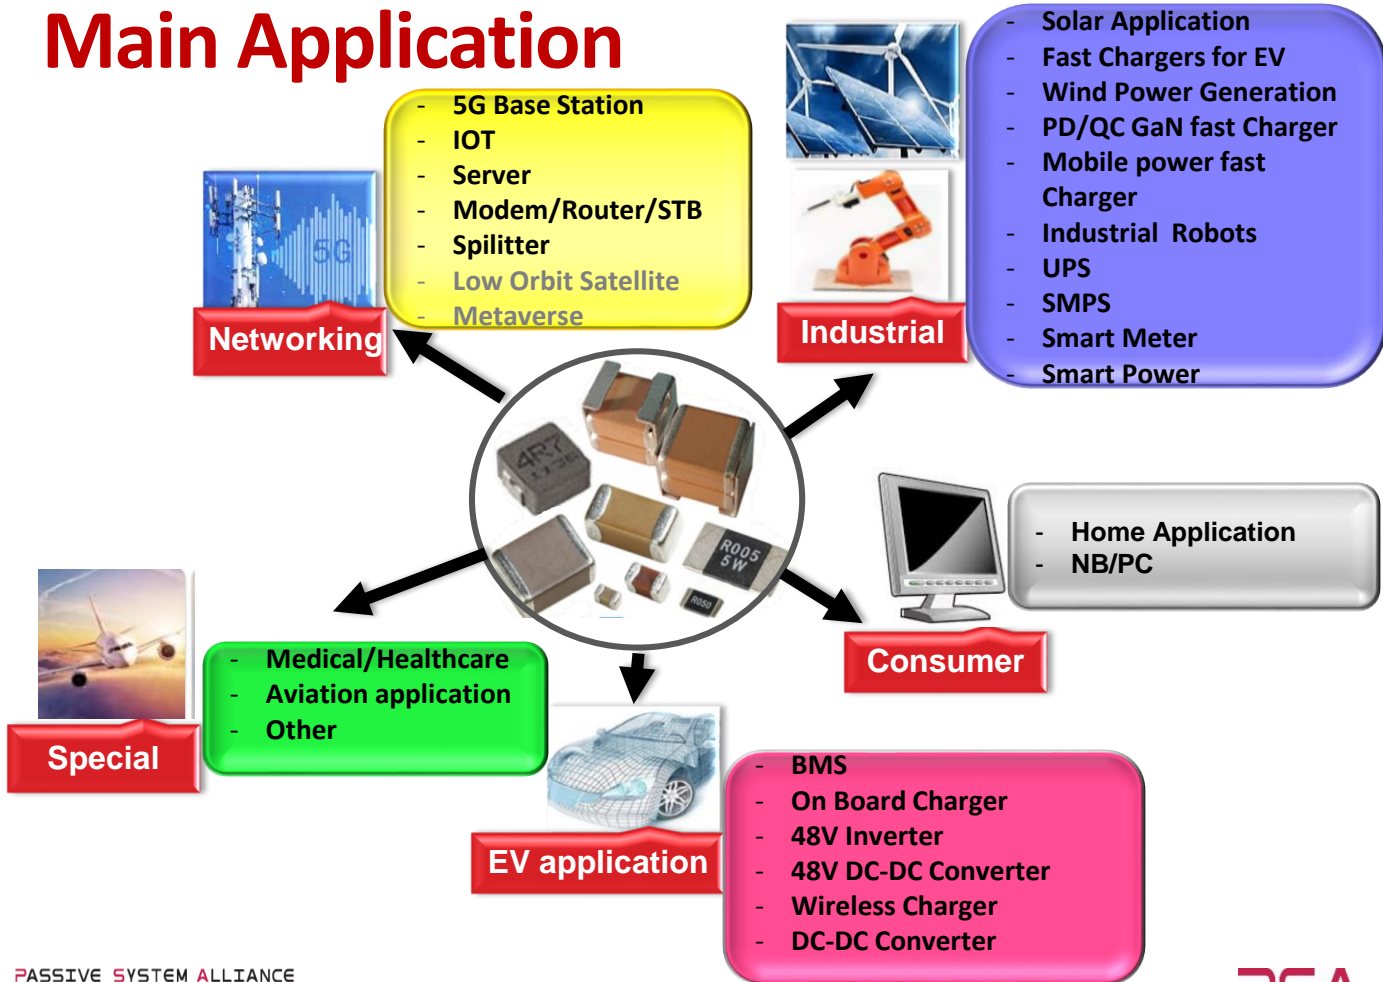 Main Application
- 5G Base Station
- IOT
- Server
- Modem/Router/STB
- Spilitter
- Low Orbit Satellite
- Metaverse
5G
Networking
- Solar Application
- Fast Chargers for EV
- Wind Power Generation
- PD/QC GaN fast Charger
- Mobile power fast
Charger
- Industrial Robots
- UPS
- SMPS
- Smart Meter
- Smart Power
Industrial
4R7
R005
5W
R050
- Home Application
- NB/PC
Consumer
- Medical/Healthcare
- Aviation application
- Other
Special
- BMS
- On Board Charger
- 48V Inverter
- 48V DC-DC Converter
- Wireless Charger
- DC-DC Converter
EV application
PASSIVE SYSTEM ALLIANCE